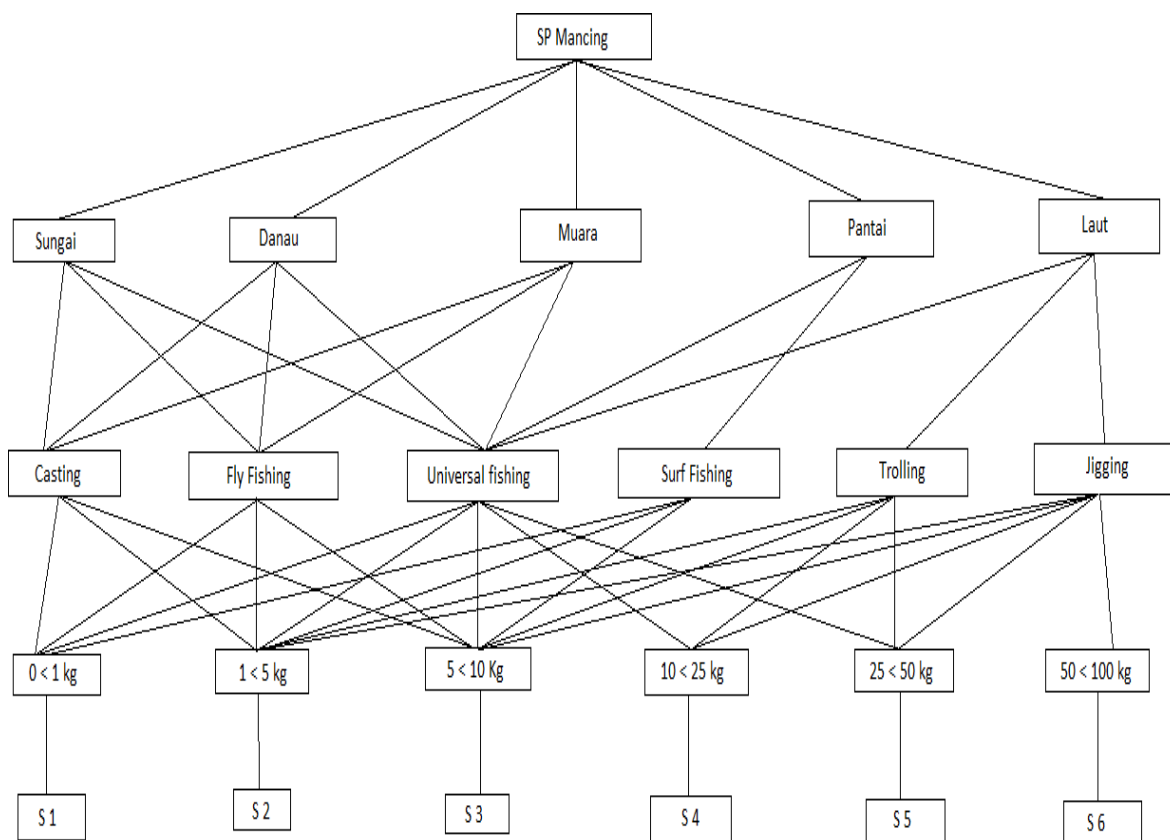 SP Mancing
Sungai
Danau
Muara
Pantai
Laut
Casting
Fly Fishing
Universal fishing
Surf Fishing
Trolling
Jigging
0 < 1 kg
1 < 5 kg
5 < 10 Kg
10 < 25 kg
25 < 50 kg
50 < 100 kg
S 1
S 2
S 3
S 4
S 5
S 6